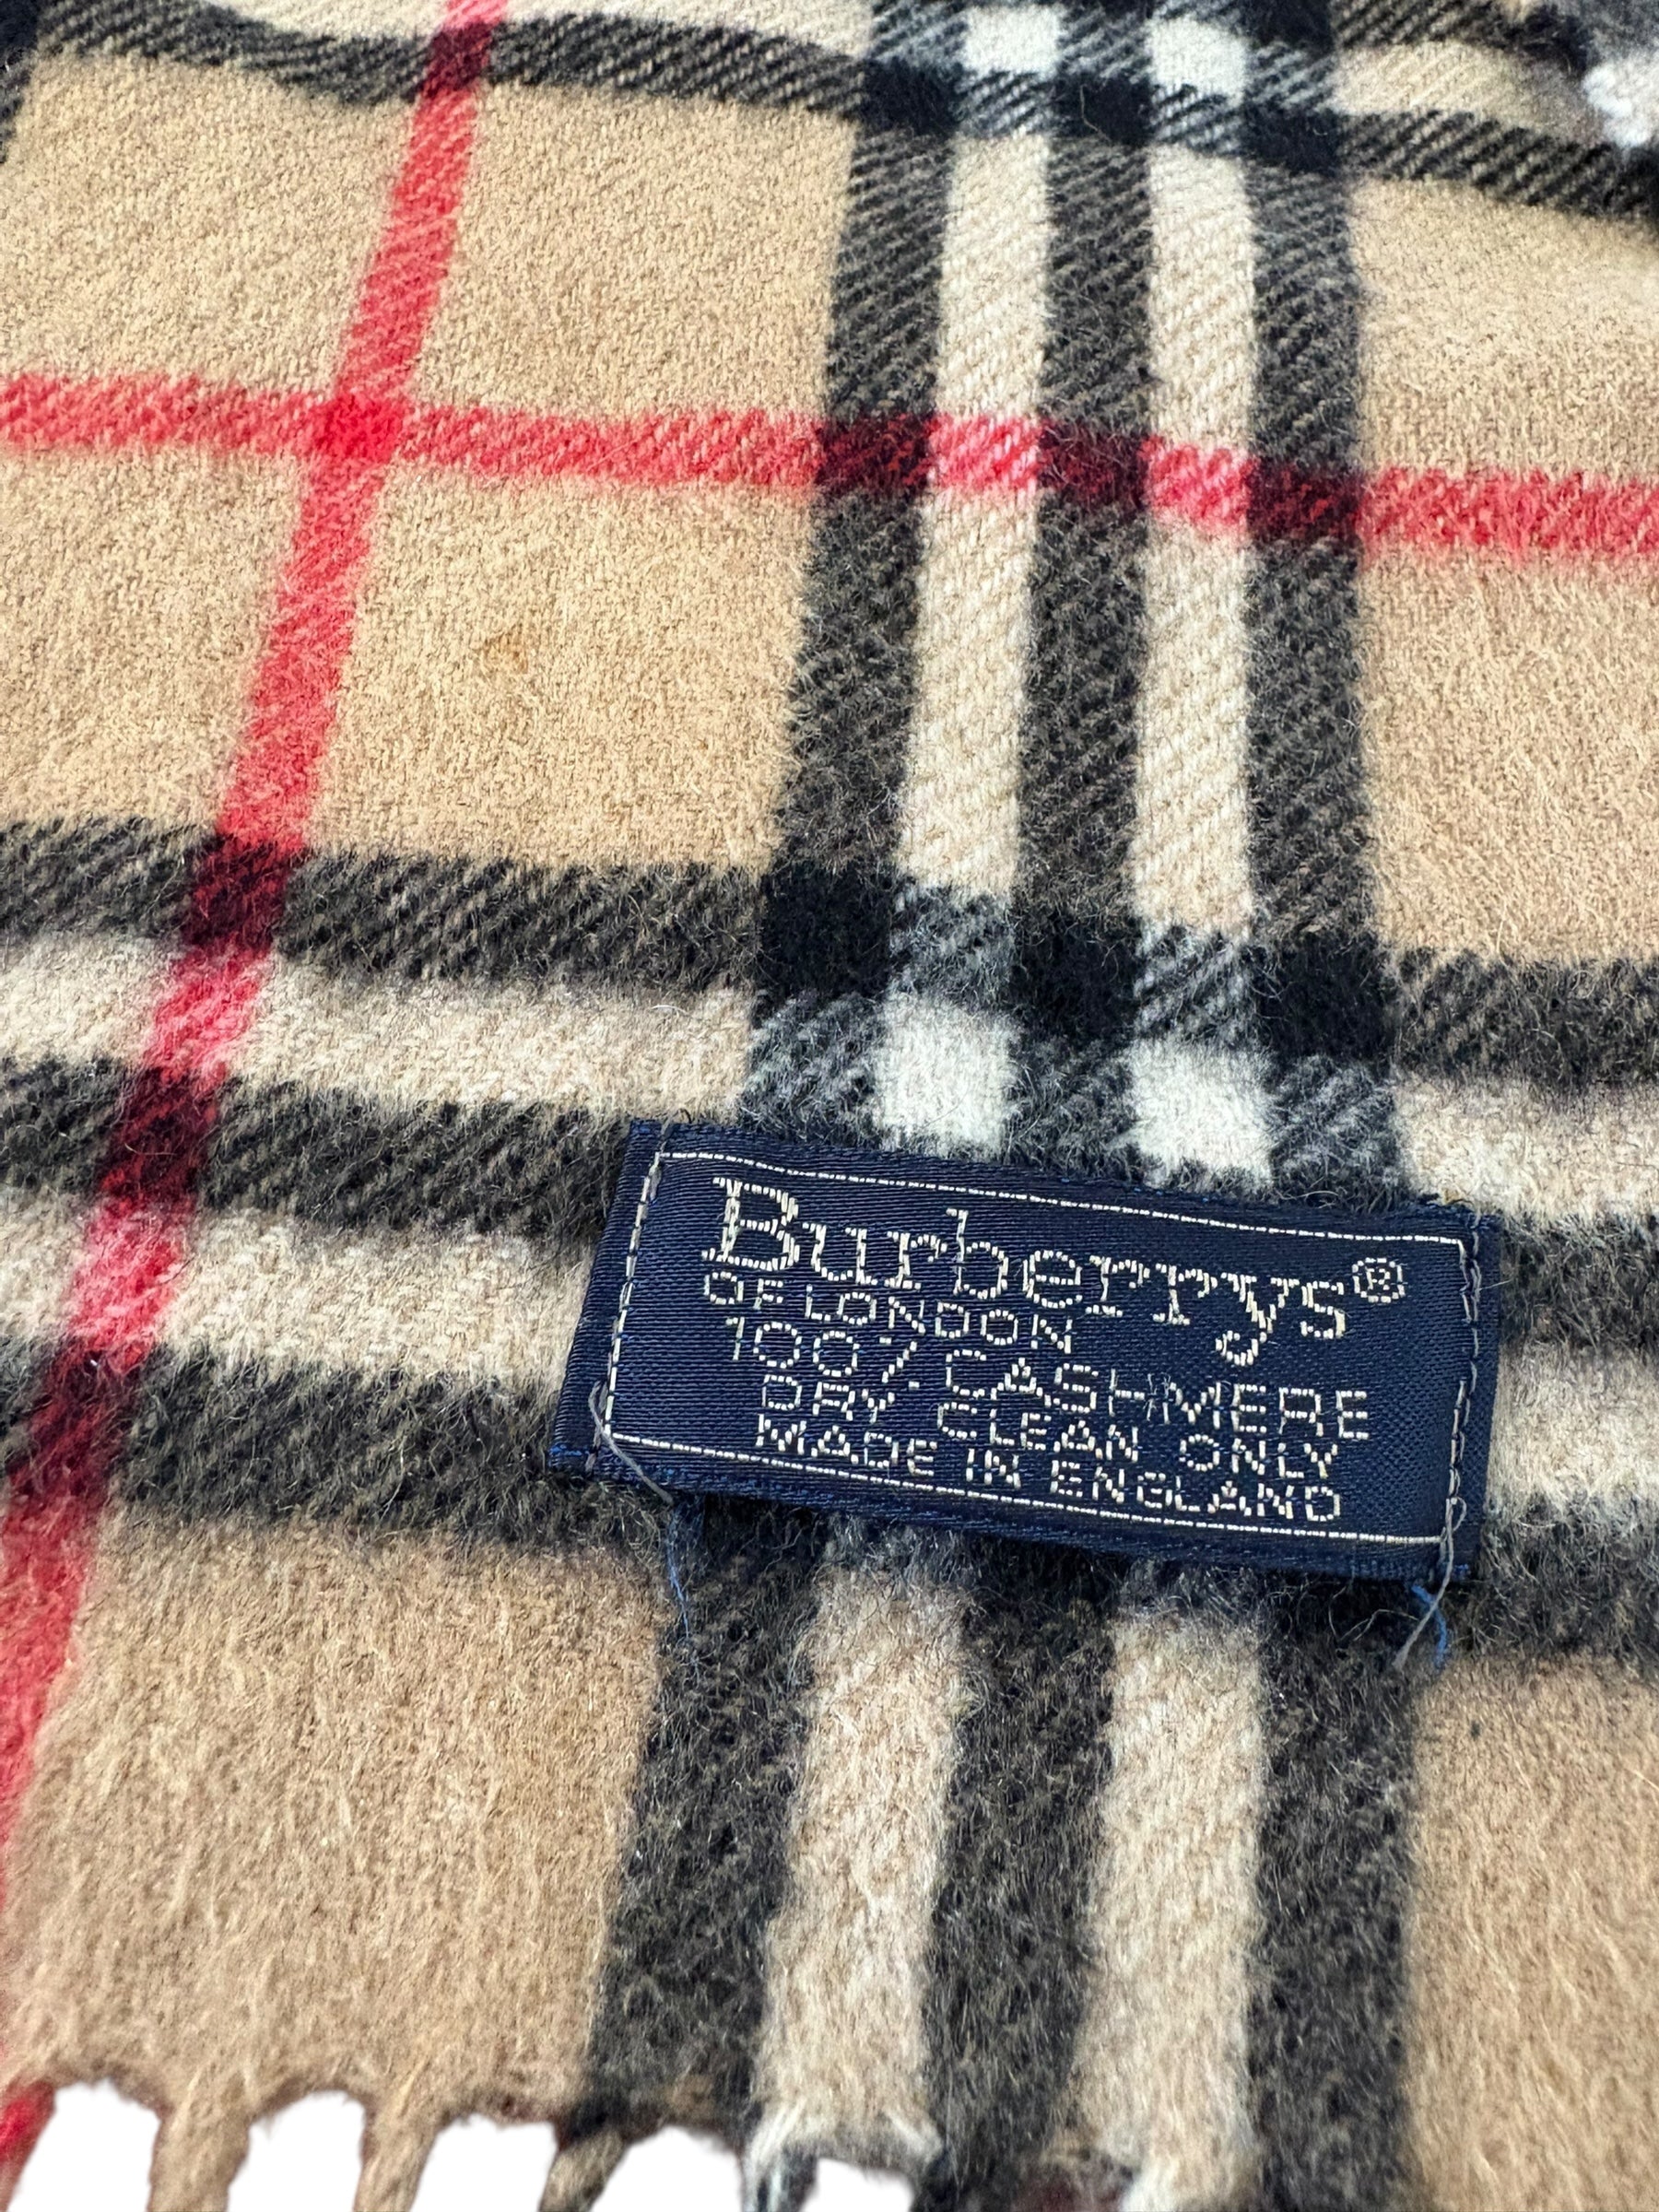 Burberrys®
OF LONDON
100% CASHMERE
DRY CLEAN ONLY
MADE IN ENGLAND